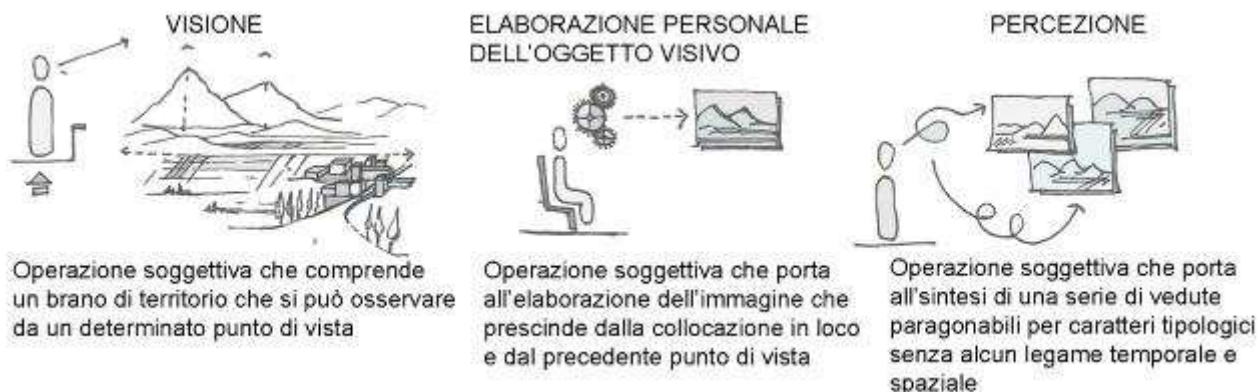 VISIONE
Operazione soggettiva che comprende
un brano di territorio che si può osservare
da un determinato punto di vista
ELABORAZIONE PERSONALE
DELL'OGGETTO VISIVO
Operazione soggettiva che porta
all'elaborazione dell'immagine che
prescinde dalla collocazione in loco
e dal precedente punto di vista
PERCEZIONE
Operazione soggettiva che porta
all'sintesi di una serie di vedute
paragonabili per caratteri tipologici
senza alcun legame temporale e
spaziale